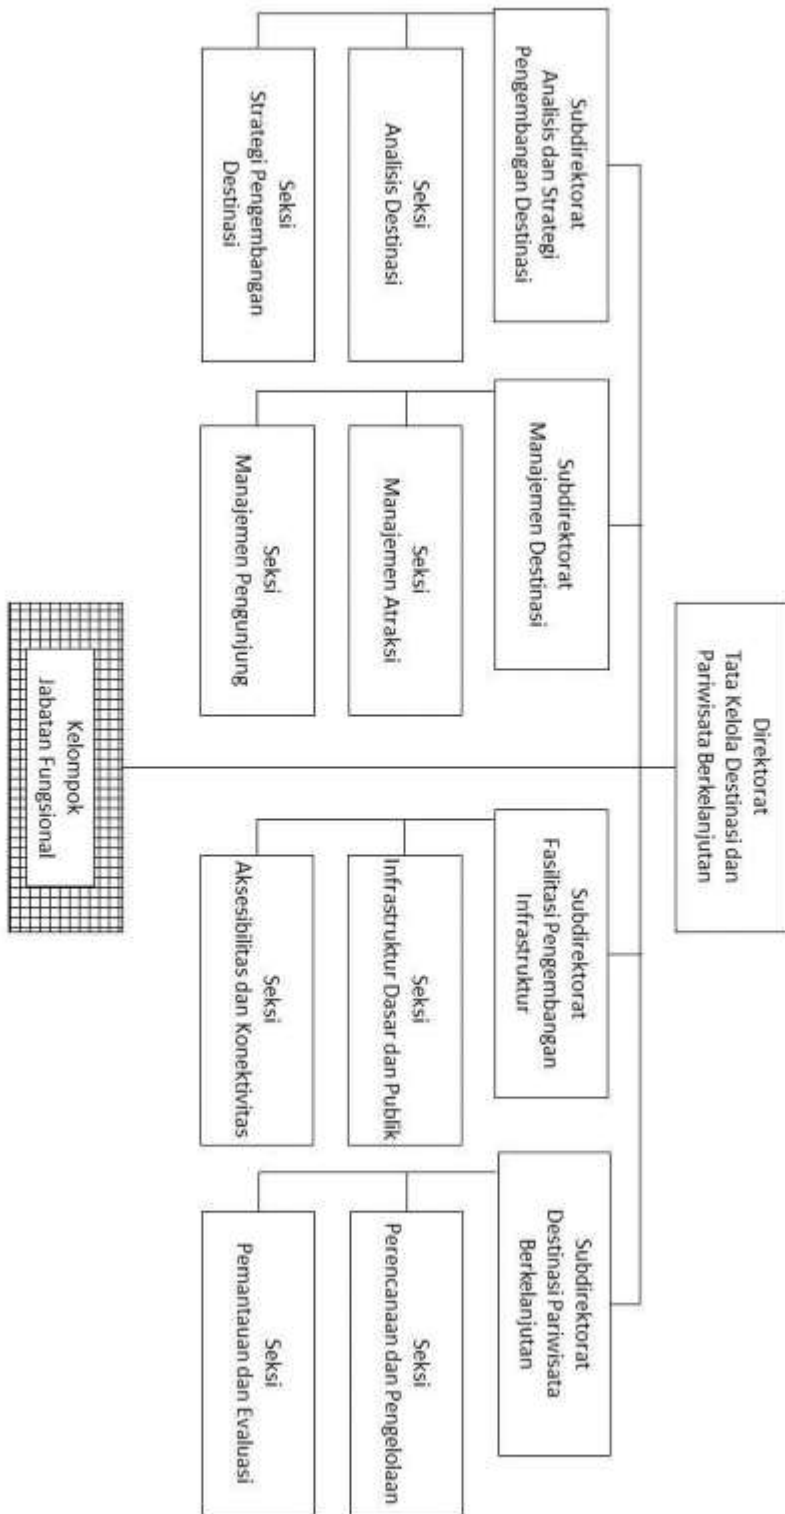 Direktorat
Tata Kelola Destinasi dan
Pariwisata Berkelanjutan
Subdirektorat
Analisis dan Strategi
Pengembangan Destinasi
Seksi
Analisis Destinasi
Seksi
Strategi Pengembangan
Destinasi
Subdirektorat
Manajemen Destinasi
Seksi
Manajemen Atraksi
Seksi
Manajemen Pengunjung
Subdirektorat
Fasilitasi Pengembangan
Infrastruktur
Seksi
Infrastruktur Dasar dan Publik
Seksi
Aksesibilitas dan Konektivitas
Subdirektorat
Destinasi Pariwisata
Berkelanjutan
Seksi
Perencanaan dan Pengelolaan
Seksi
Pemantauan dan Evaluasi
Kelompok
Jabatan Fungsional